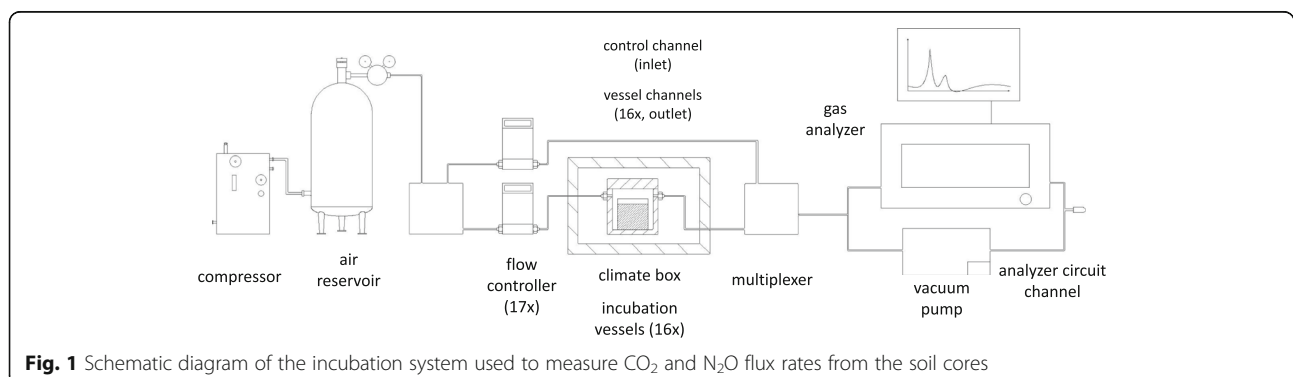 control channel
(inlet)
vessel channels
(16x, outlet)
gas
analyzer
compressor
air
reservoir
flow
controller
(17x)
climate box
incubation
vessels (16x)
multiplexer
vacuum
pump
analyzer circuit
channel
Fig. 1 Schematic diagram of the incubation system used to measure CO₂ and N₂O flux rates from the soil cores